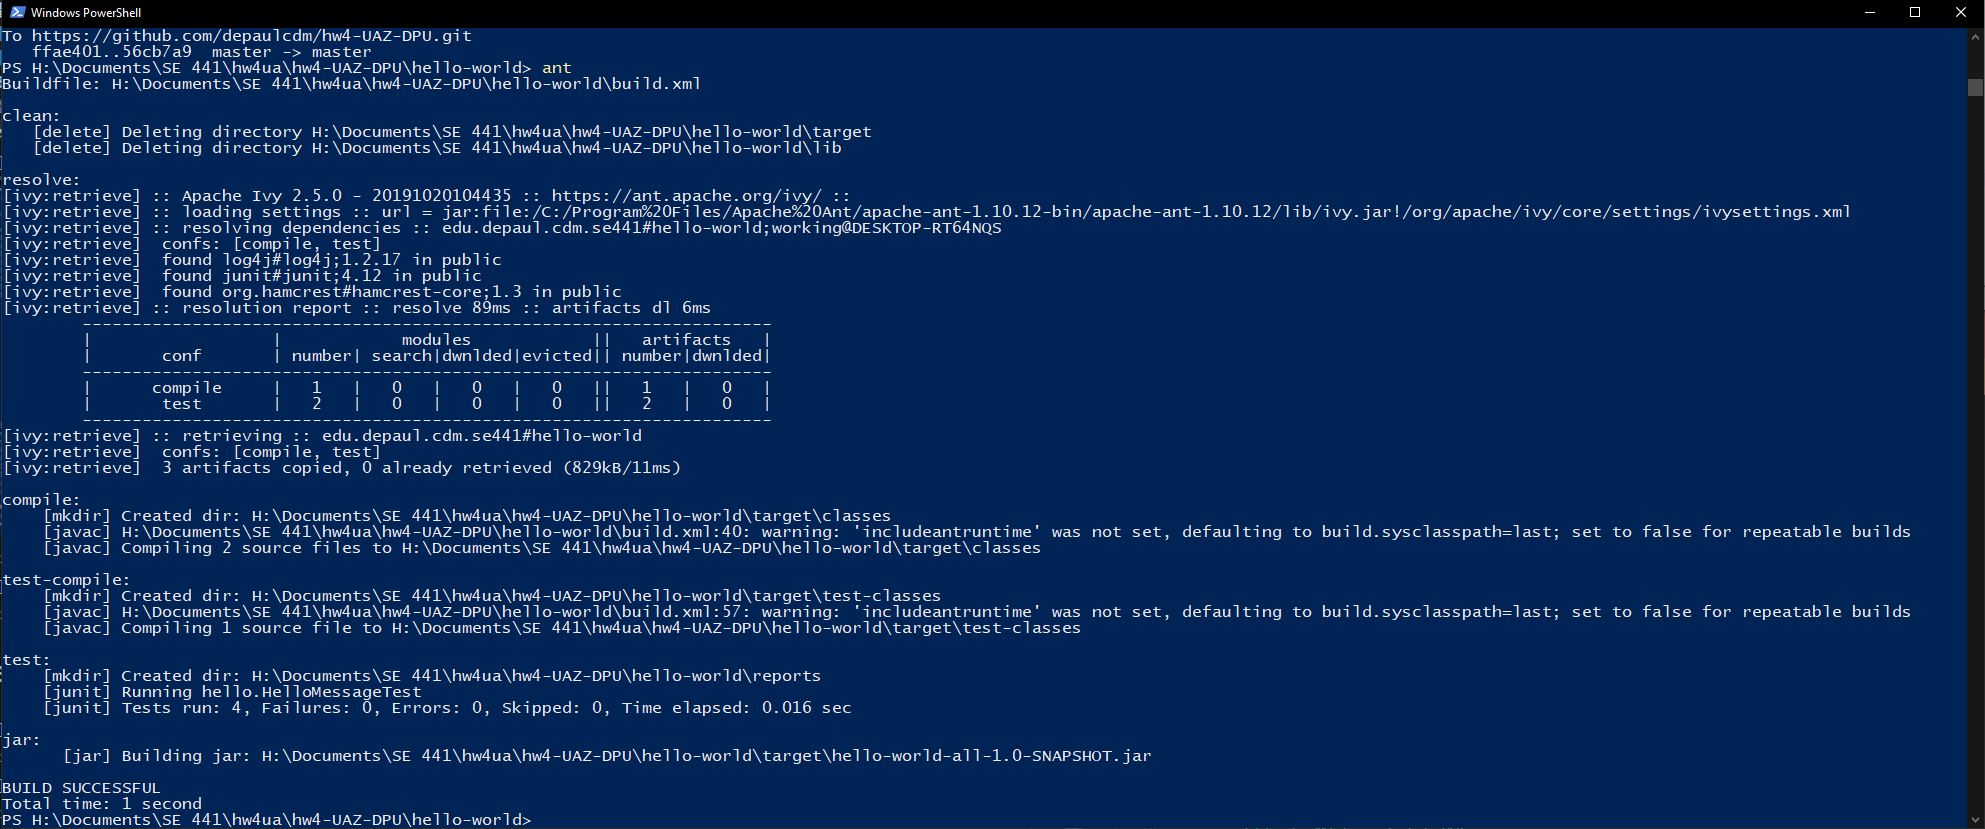 Windows PowerShell
To https://github.com/depaulcdm/hw4-UAZ-DPU.git
   ffae401..56cb7a9  master -> master
PS H:\Documents\SE 441\hw4ua\hw4-UAZ-DPU\hello-world> ant
Buildfile: H:\Documents\SE 441\hw4ua\hw4-UAZ-DPU\hello-world\build.xml

clean:
   [delete] Deleting directory H:\Documents\SE 441\hw4ua\hw4-UAZ-DPU\hello-world\target
   [delete] Deleting directory H:\Documents\SE 441\hw4ua\hw4-UAZ-DPU\hello-world\lib

resolve:
[ivy:retrieve] :: Apache Ivy 2.5.0 - 20191020104435 :: https://ant.apache.org/ivy/ ::
[ivy:retrieve] :: loading settings :: url = jar:file:/C:/Program%20Files/Apache%20Ant/apache-ant-1.10.12-bin/apache-ant-1.10.12/lib/ivy.jar!/org/apache/ivy/core/settings/ivysettings.xml
[ivy:retrieve] :: resolving dependencies :: edu.depaul.cdm.se441#hello-world;working@DESKTOP-RT64NQS
[ivy:retrieve]  confs: [compile, test]
[ivy:retrieve]  found log4j#log4j;1.2.17 in public
[ivy:retrieve]  found junit#junit;4.12 in public
[ivy:retrieve]  found org.hamcrest#hamcrest-core;1.3 in public
[ivy:retrieve] :: resolution report :: resolve 89ms :: artifacts dl 6ms
        ---------------------------------------------------------------------
        |                  |            modules            ||   artifacts   |
        |       conf       | number| search|dwnlded|evicted|| number|dwnlded|
        ---------------------------------------------------------------------
        |      compile     |   1   |   0   |   0   |   0   ||   1   |   0   |
        |       test       |   2   |   0   |   0   |   0   ||   2   |   0   |
        ---------------------------------------------------------------------
[ivy:retrieve] :: retrieving :: edu.depaul.cdm.se441#hello-world
[ivy:retrieve]  confs: [compile, test]
[ivy:retrieve]  3 artifacts copied, 0 already retrieved (829kB/11ms)

compile:
    [mkdir] Created dir: H:\Documents\SE 441\hw4ua\hw4-UAZ-DPU\hello-world\target\classes
    [javac] H:\Documents\SE 441\hw4ua\hw4-UAZ-DPU\hello-world\build.xml:40: warning: 'includeantruntime' was not set, defaulting to build.sysclasspath=last; set to false for repeatable builds
    [javac] Compiling 2 source files to H:\Documents\SE 441\hw4ua\hw4-UAZ-DPU\hello-world\target\classes

test-compile:
    [mkdir] Created dir: H:\Documents\SE 441\hw4ua\hw4-UAZ-DPU\hello-world\target\test-classes
    [javac] H:\Documents\SE 441\hw4ua\hw4-UAZ-DPU\hello-world\build.xml:57: warning: 'includeantruntime' was not set, defaulting to build.sysclasspath=last; set to false for repeatable builds
    [javac] Compiling 1 source file to H:\Documents\SE 441\hw4ua\hw4-UAZ-DPU\hello-world\target\test-classes

test:
    [mkdir] Created dir: H:\Documents\SE 441\hw4ua\hw4-UAZ-DPU\hello-world\reports
    [junit] Running hello.HelloMessageTest
    [junit] Tests run: 4, Failures: 0, Errors: 0, Skipped: 0, Time elapsed: 0.016 sec

jar:
      [jar] Building jar: H:\Documents\SE 441\hw4ua\hw4-UAZ-DPU\hello-world\target\hello-world-all-1.0-SNAPSHOT.jar

BUILD SUCCESSFUL
Total time: 1 second
PS H:\Documents\SE 441\hw4ua\hw4-UAZ-DPU\hello-world>